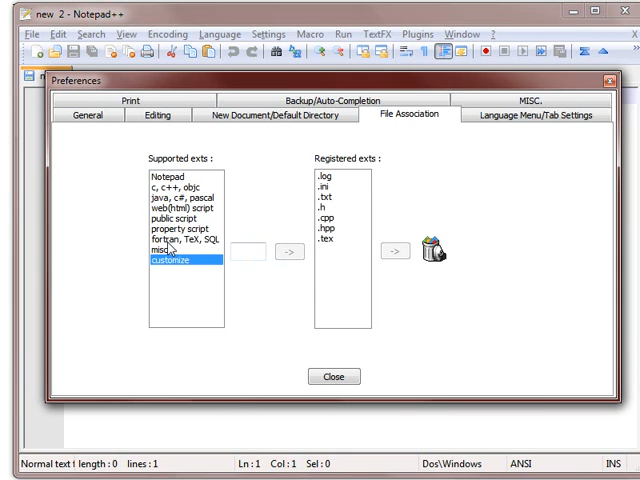 new  2 - Notepad++
File Edit Search View Encoding Language Settings Macro Run TextFX Plugins Window ? X
Preferences
Print Backup/Auto-Completion MISC.
General Editing New Document/Default Directory File Association Language Menu/Tab Settings
Supported exts : Registered exts :
Notepad
c, c++, objc
java, c#, pascal
web(html) script
public script
property script
fortran, TeX, SQL
misc
customize
->
.log
.ini
.txt
.h
.cpp
.hpp
.tex
->
Close
Normal text f length : 0 lines : 1 Ln : 1 Col : 1 Sel : 0 Dos\Windows ANSI INS